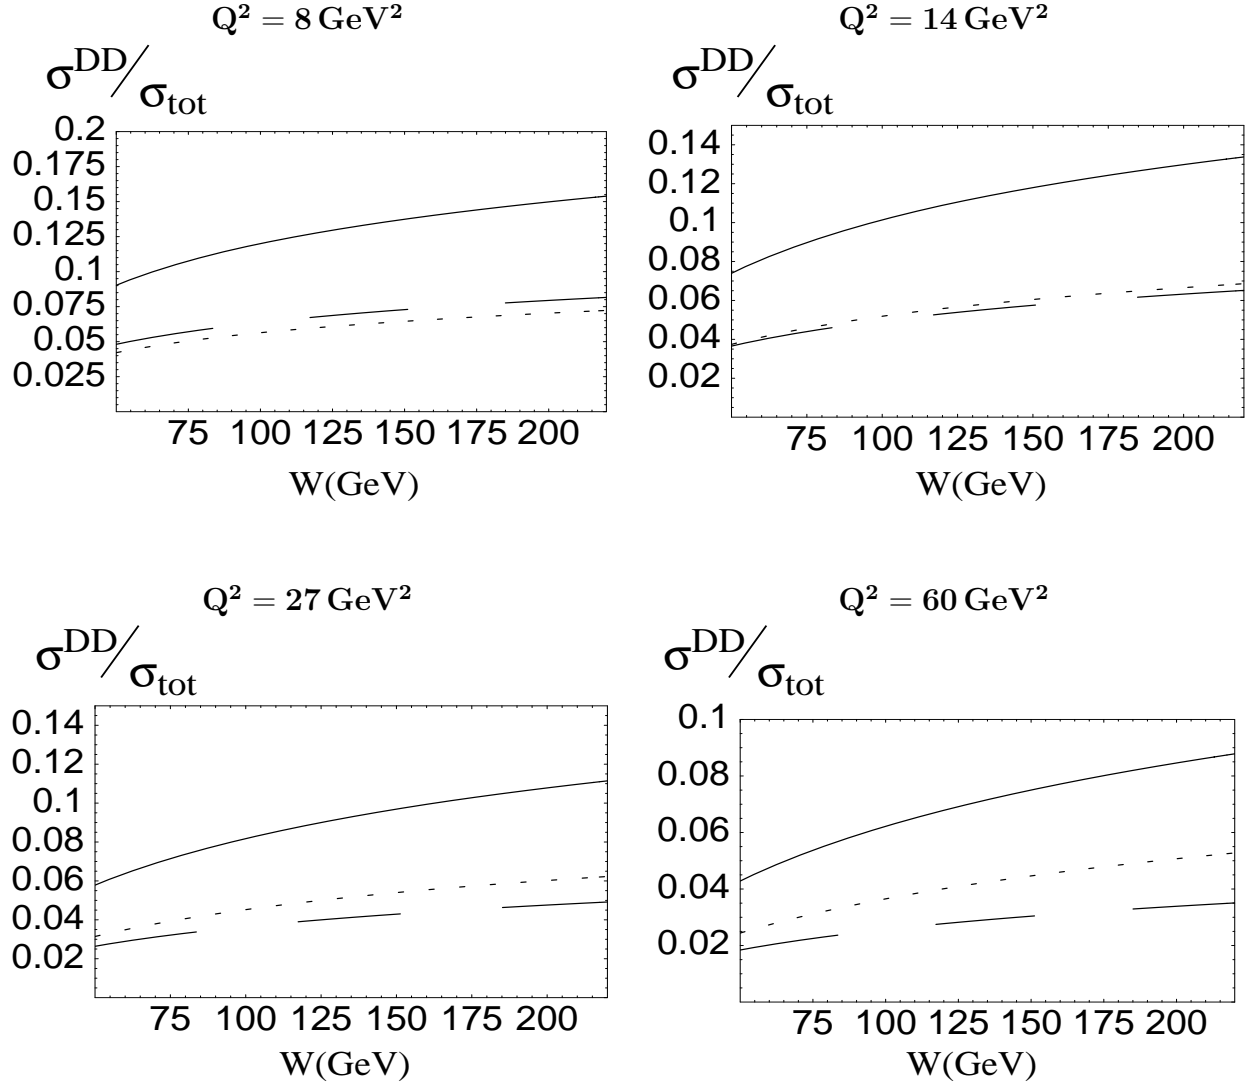 Q² = 8 GeV²
σ^DD/σ_tot
0.2
0.175
0.15
0.125
0.1
0.075
0.05
0.025
75 100 125 150 175 200
W(GeV)
Q² = 14 GeV²
σ^DD/σ_tot
0.14
0.12
0.1
0.08
0.06
0.04
0.02
75 100 125 150 175 200
W(GeV)
Q² = 27 GeV²
σ^DD/σ_tot
0.14
0.12
0.1
0.08
0.06
0.04
0.02
75 100 125 150 175 200
W(GeV)
Q² = 60 GeV²
σ^DD/σ_tot
0.1
0.08
0.06
0.04
0.02
75 100 125 150 175 200
W(GeV)